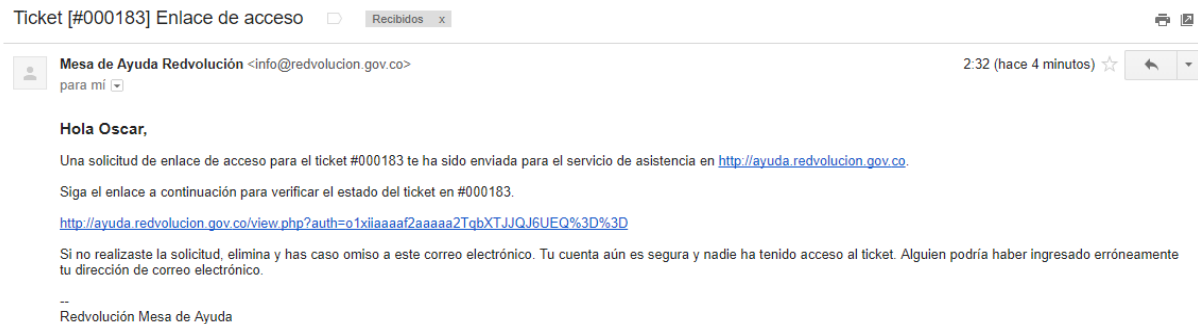 Ticket [#000183] Enlace de acceso Recibidos x
Mesa de Ayuda Redvolución <info@redvolucion.gov.co> 2:32 (hace 4 minutos)
para mí
Hola Oscar,
Una solicitud de enlace de acceso para el ticket #000183 te ha sido enviada para el servicio de asistencia en http://ayuda.redvolucion.gov.co.
Siga el enlace a continuación para verificar el estado del ticket en #000183.
http://ayuda.redvolucion.gov.co/view.php?auth=o1xiiaaaaf2aaaaa2TqbXTJJQJ6UEQ%3D%3D
Si no realizaste la solicitud, elimina y has caso omiso a este correo electrónico. Tu cuenta aún es segura y nadie ha tenido acceso al ticket. Alguien podría haber ingresado erróneamente
tu dirección de correo electrónico.
--
Redvolución Mesa de Ayuda